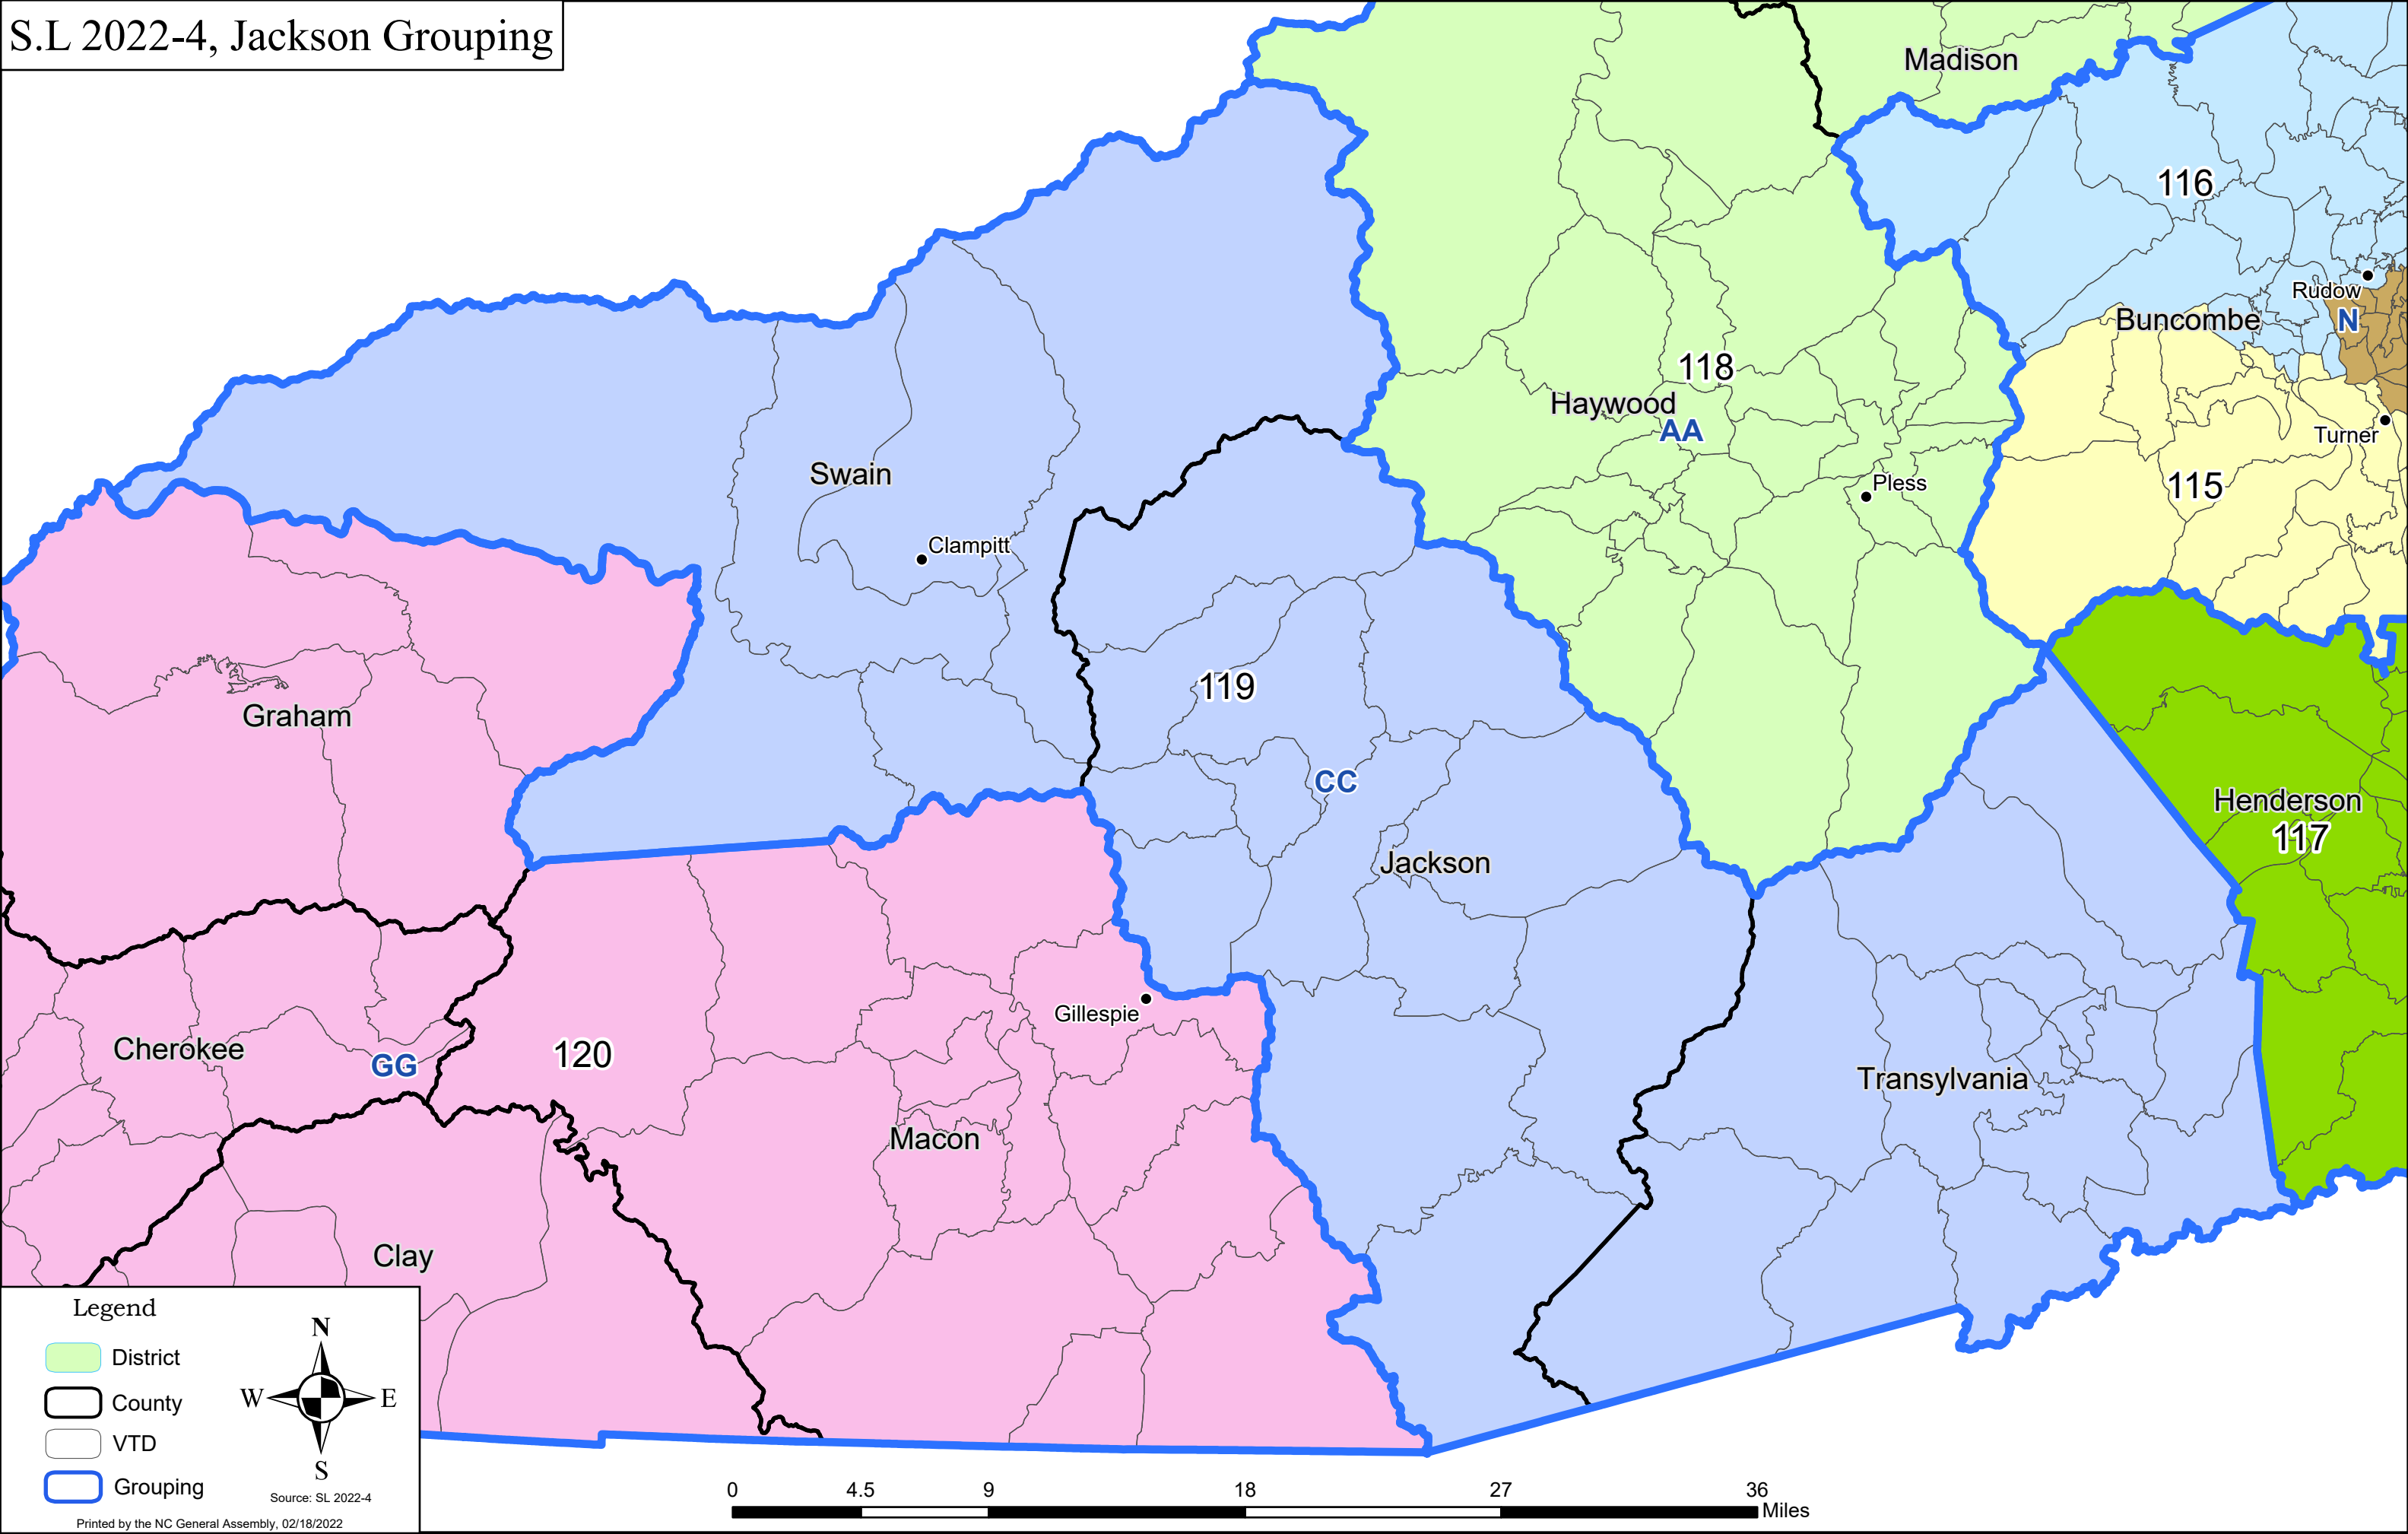 S.L 2022-4, Jackson Grouping
Madison
116
Rudow
Buncombe
N
118
Haywood
AA
Turner
Swain
Pless
115
Clampitt
119
Graham
CC
Henderson
117
Jackson
Gillespie
Cherokee
GG
120
Transylvania
Macon
Clay
Legend
District
County
VTD
Grouping
N
W
E
S
Source: SL 2022-4
Printed by the NC General Assembly, 02/18/2022
0 4.5 9 18 27 36
Miles